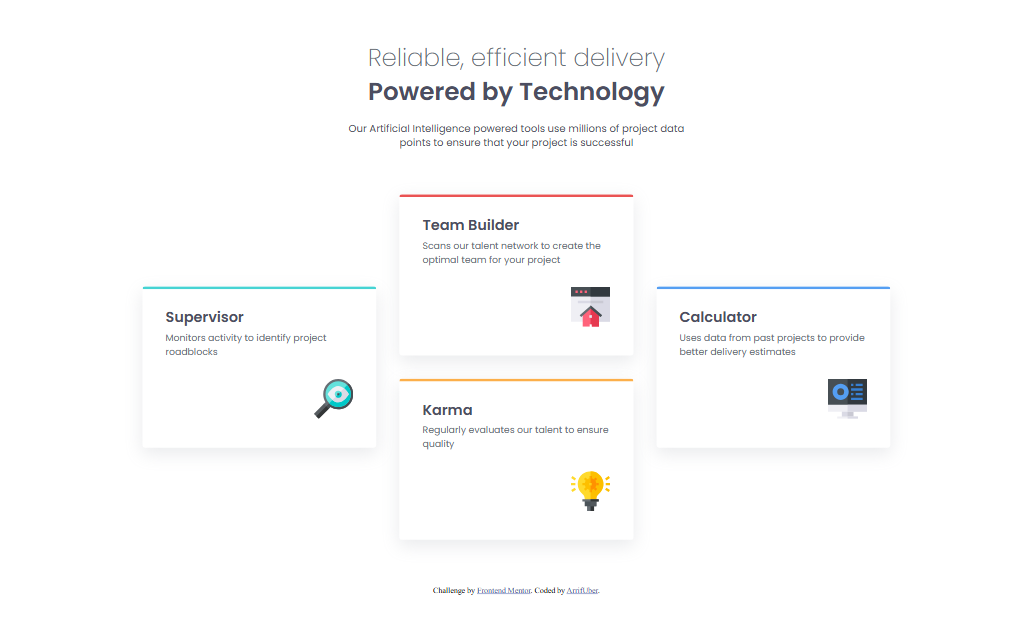 Reliable, efficient delivery
Powered by Technology
Our Artificial Intelligence powered tools use millions of project data
points to ensure that your project is successful
Supervisor
Monitors activity to identify project
roadblocks
Team Builder
Scans our talent network to create the
optimal team for your project
Karma
Regularly evaluates our talent to ensure
quality
Calculator
Uses data from past projects to provide
better delivery estimates
Challenge by Frontend Mentor. Coded by ArrifUber.